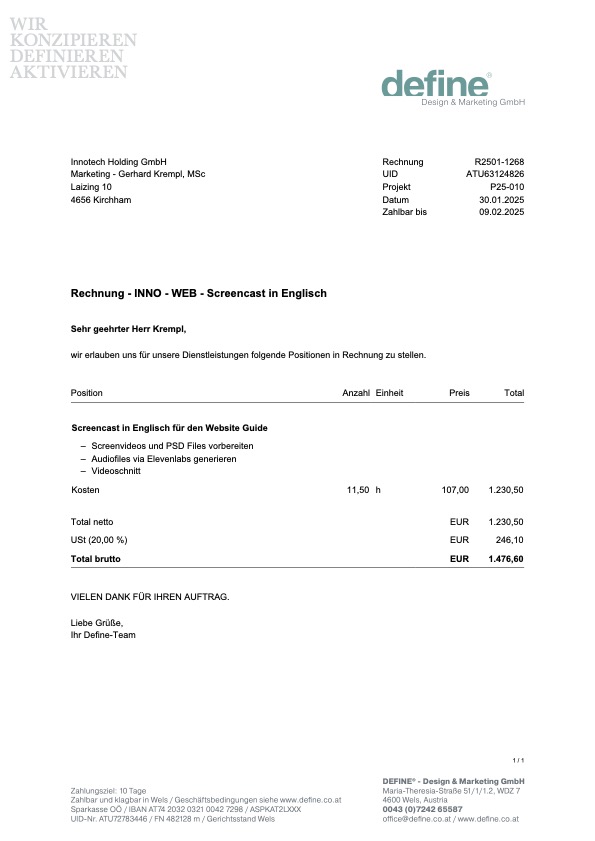 WIR
KONZIPIEREN
DEFINIEREN
AKTIVIEREN
define®
Design & Marketing GmbH
Innotech Holding GmbH
Marketing - Gerhard Krempl, MSc
Laizing 10
4656 Kirchham
Rechnung R2501-1268
UID ATU63124826
Projekt P25-010
Datum 30.01.2025
Zahlbar bis 09.02.2025
Rechnung - INNO - WEB - Screencast in Englisch
Sehr geehrter Herr Krempl,
wir erlauben uns für unsere Dienstleistungen folgende Positionen in Rechnung zu stellen.
Position Anzahl Einheit Preis Total
Screencast in Englisch für den Website Guide
– Screenvideos und PSD Files vorbereiten
– Audiofiles via Elevenlabs generieren
– Videoschnitt
Kosten 11,50 h 107,00 1.230,50
Total netto EUR 1.230,50
USt (20,00 %) EUR 246,10
Total brutto EUR 1.476,60
VIELEN DANK FÜR IHREN AUFTRAG.
Liebe Grüße,
Ihr Define-Team
1 / 1
Zahlungsziel: 10 Tage
Zahlbar und klagbar in Wels / Geschäftsbedingungen siehe www.define.co.at
Sparkasse OÖ / IBAN AT74 2032 0321 0042 7298 / ASPKAT2LXXX
UID-Nr. ATU72783446 / FN 482128 m / Gerichtsstand Wels
DEFINE® - Design & Marketing GmbH
Maria-Theresia-Straße 51/1/1.2, WDZ 7
4600 Wels, Austria
0043 (0)7242 65587
office@define.co.at / www.define.co.at